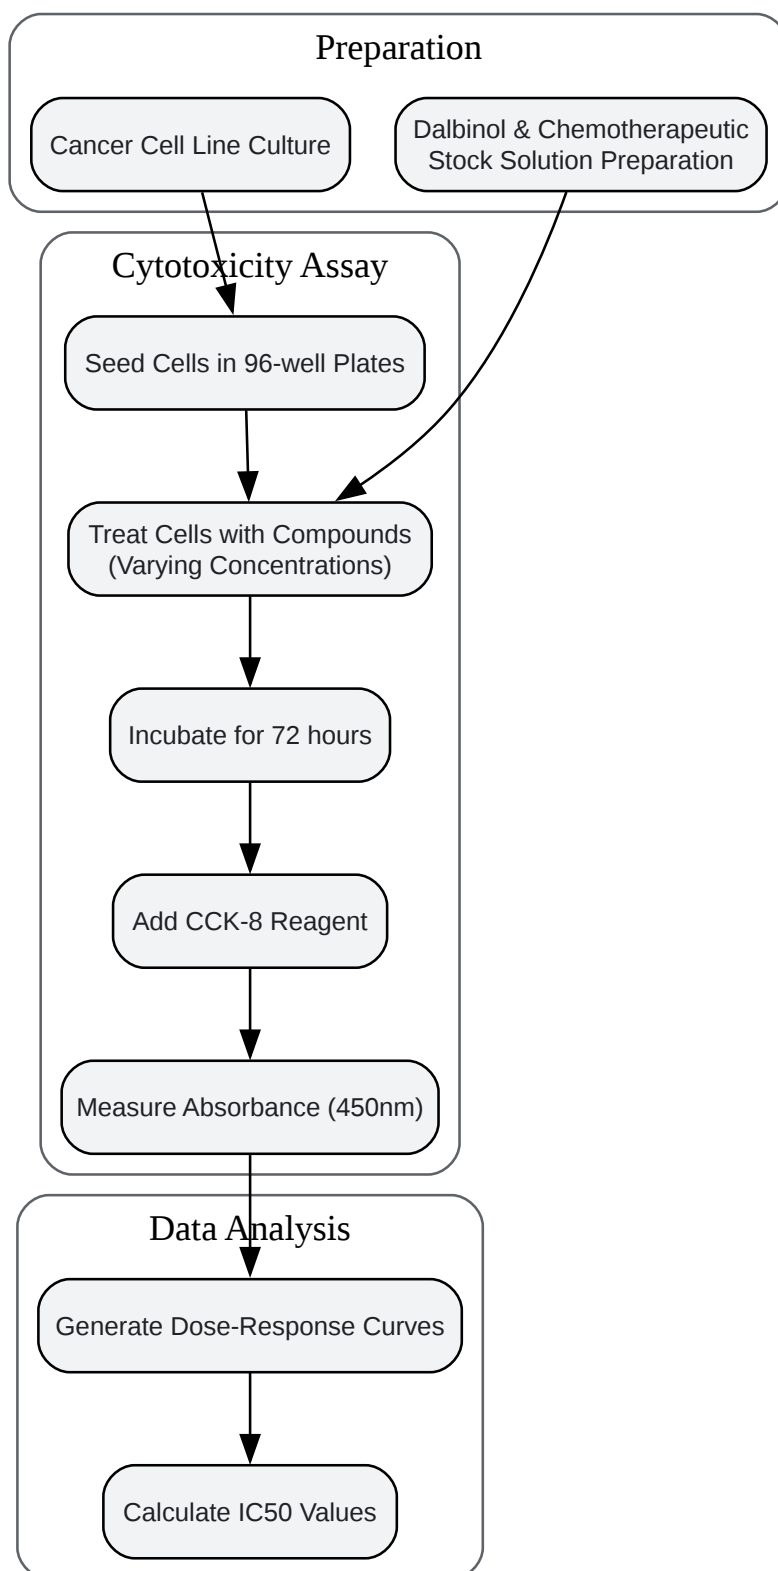 Preparation
Cancer Cell Line Culture
Dalbinol & Chemotherapeutic
Stock Solution Preparation
Cytotoxicity Assay
Seed Cells in 96-well Plates
Treat Cells with Compounds
(Varying Concentrations)
Incubate for 72 hours
Add CCK-8 Reagent
Measure Absorbance (450nm)
Data Analysis
Generate Dose-Response Curves
Calculate IC50 Values